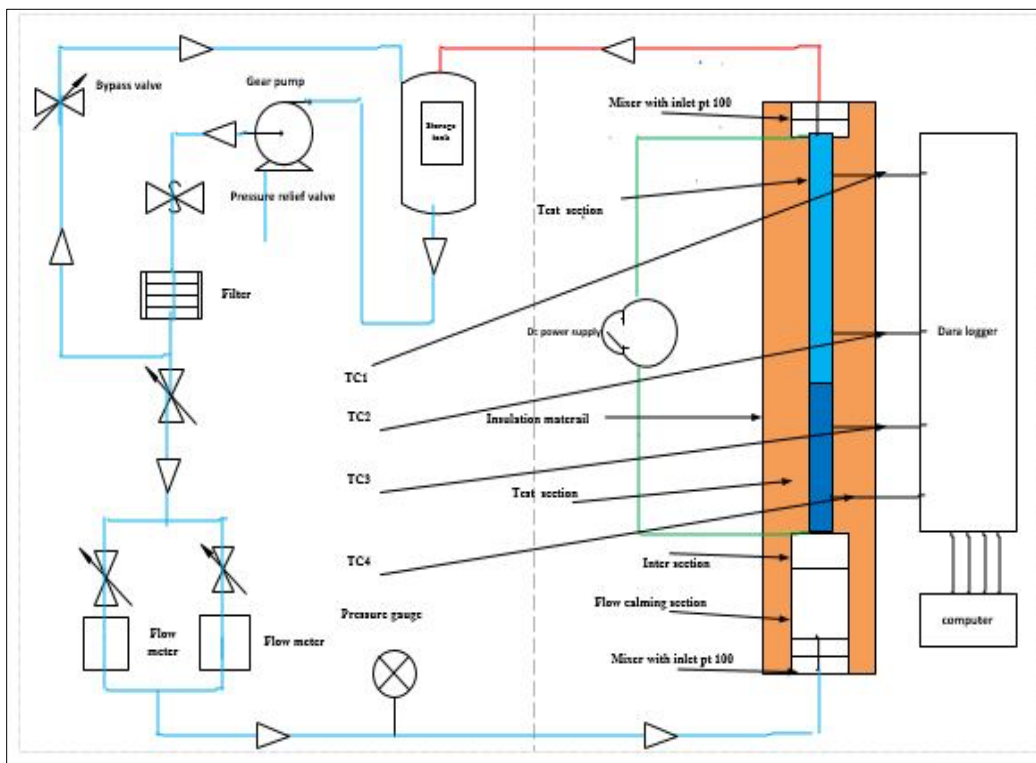 Bypass valve
Gear pump
Storage
tank
Pressure relief valve
Filter
Mixer with inlet pt 100
Test section
Dc power supply
Dara logger
TC1
TC2
Insulation materail
TC3
Test section
TC4
Inter section
Pressure gauge
Flow calming section
computer
Flow
meter
Flow meter
Mixer with inlet pt 100